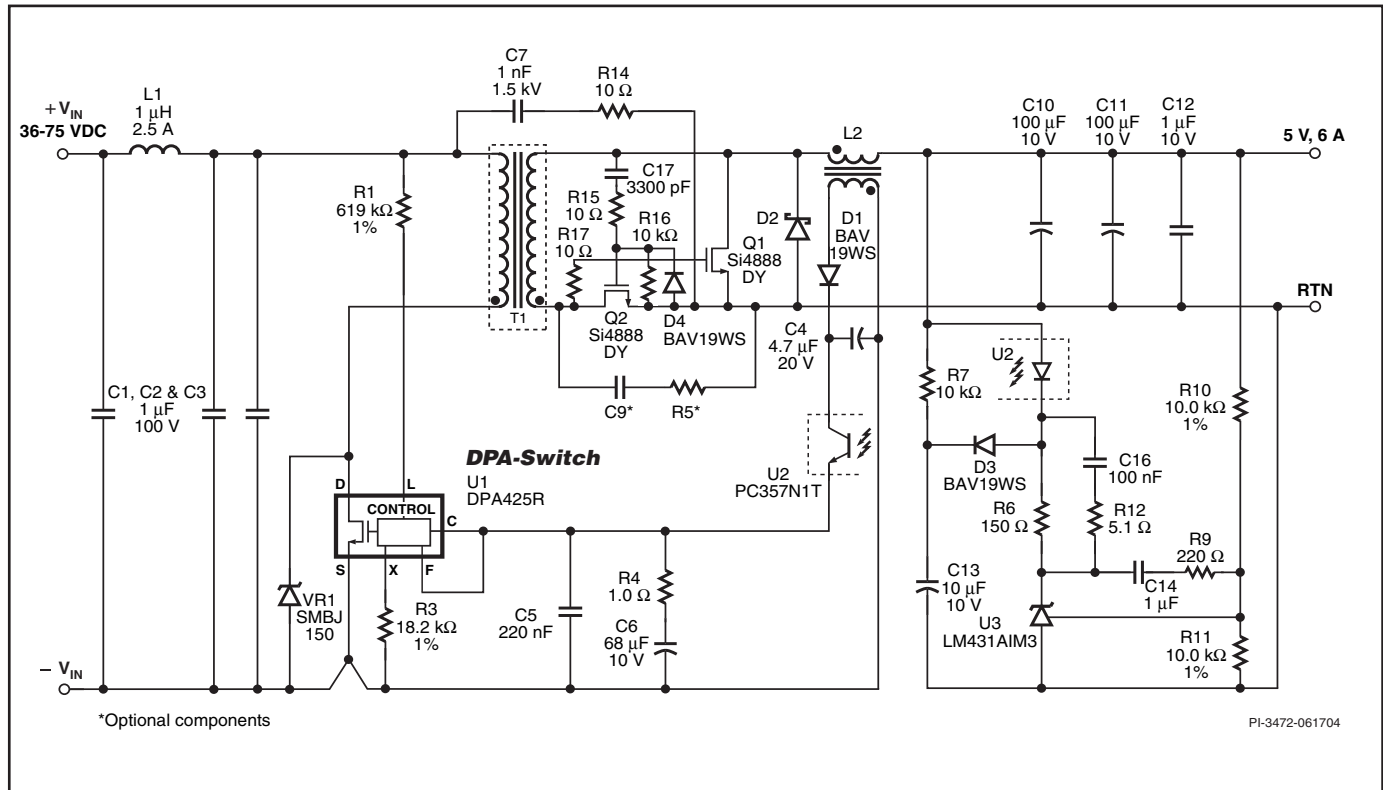 C7
1 nF
1.5 kV
R14
10 Ω
L1
1 μH
2.5 A
+ VIN
36-75 VDC
C10
100 μF
10 V
C11
100 μF
10 V
C12
1 μF
10 V
L2
5 V, 6 A
R1
619 kΩ
1%
C17
3300 pF
R15
10 Ω
R16
10 kΩ
R17
10 Ω
Q1
Si4888
DY
D2
D1
BAV
19WS
RTN
T1
Q2
Si4888
DY
D4
BAV19WS
C4
4.7 μF
20 V
U2
C1, C2 & C3
1 μF
100 V
C9*
R5*
R7
10 kΩ
R10
10.0 kΩ
1%
DPA-Switch
U1
DPA425R
U2
PC357N1T
D3
BAV19WS
C16
100 nF
D
L
CONTROL
C
S
X
F
R6
150 Ω
R12
5.1 Ω
R9
220 Ω
VR1
SMBJ
150
R3
18.2 kΩ
1%
C5
220 nF
R4
1.0 Ω
C6
68 μF
10 V
C13
10 μF
10 V
C14
1 μF
U3
LM431AIM3
R11
10.0 kΩ
1%
− VIN
*Optional components
PI-3472-061704